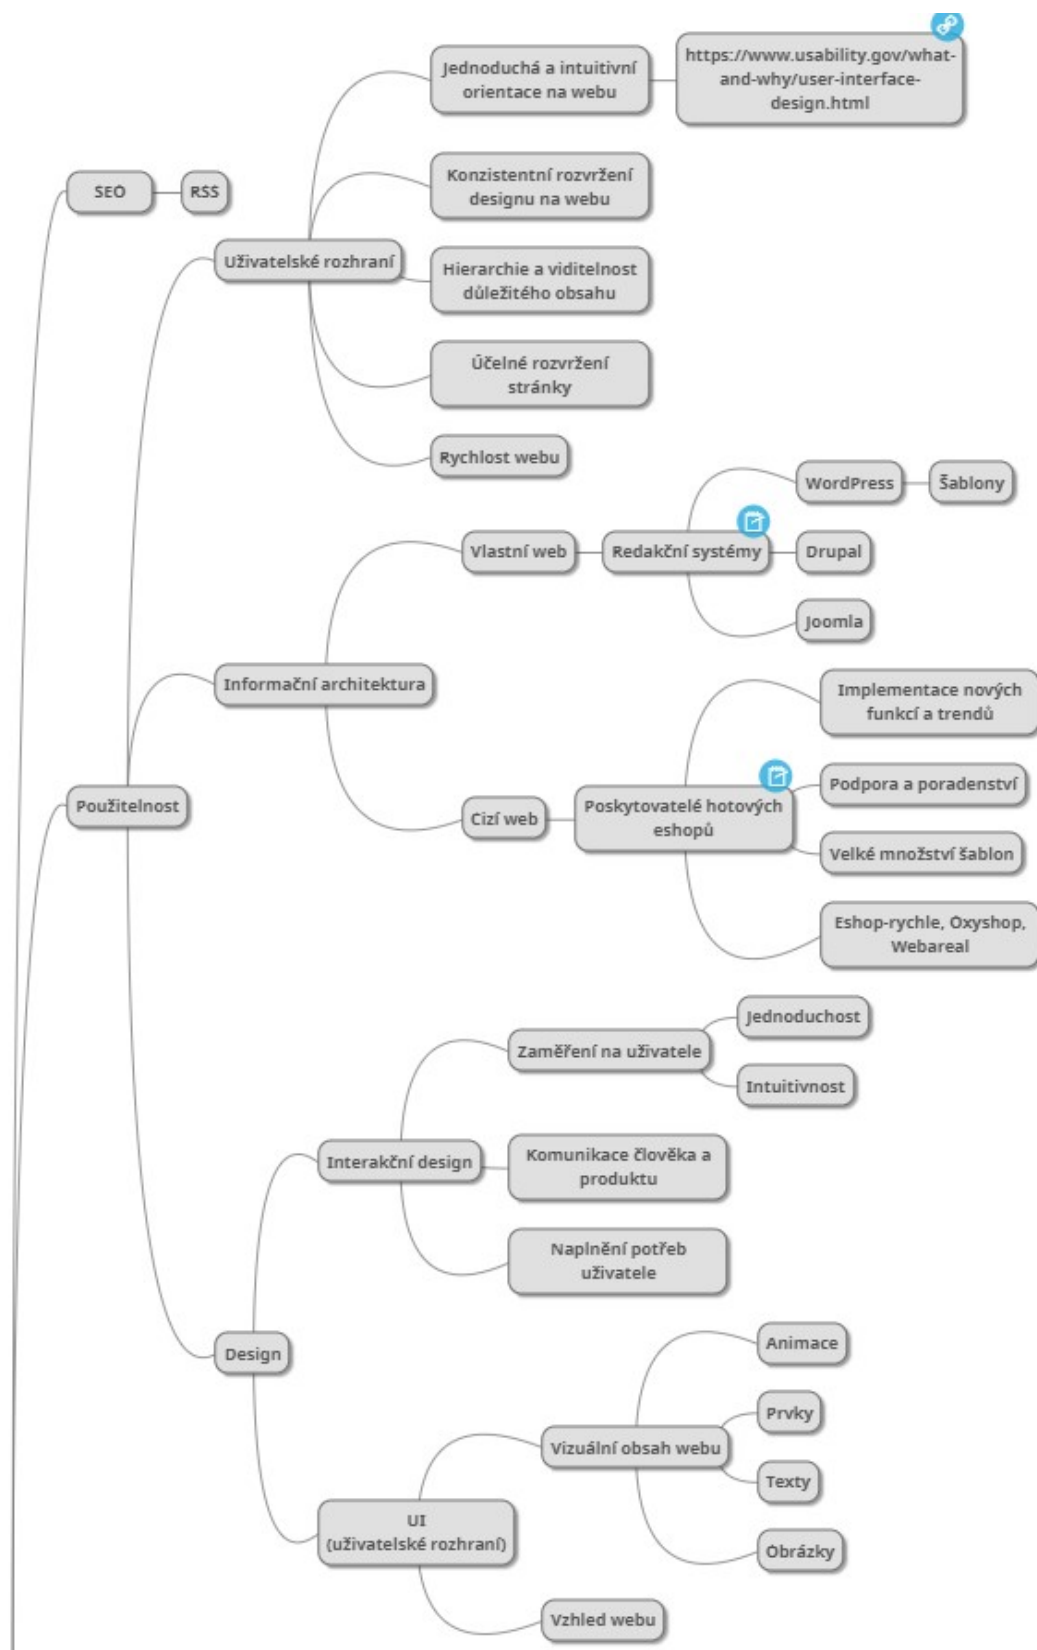 SEO
RSS
Uživatelské rozhraní
Jednoduchá a intuitivní
orientace na webu
https://www.usability.gov/what-
and-why/user-interface-
design.html
Konzistentní rozvržení
designu na webu
Hierarchie a viditelnost
důležitého obsahu
Účelné rozvržení
stránky
Rychlost webu
Použitelnost
Informační architektura
Vlastní web
Redakční systémy
WordPress
Šablony
Drupal
Joomla
Cizí web
Poskytovatelé hotových
eshopů
Implementace nových
funkcí a trendů
Podpora a poradenství
Velké množství šablon
Eshop-rychle, Oxyshop,
Webareal
Design
Interakční design
Zaměření na uživatele
Jednoduchost
Intuitivnost
Komunikace člověka a
produktu
Naplnění potřeb
uživatele
UI
(uživatelské rozhraní)
Vizuální obsah webu
Animace
Prvky
Texty
Obrázky
Vzhled webu